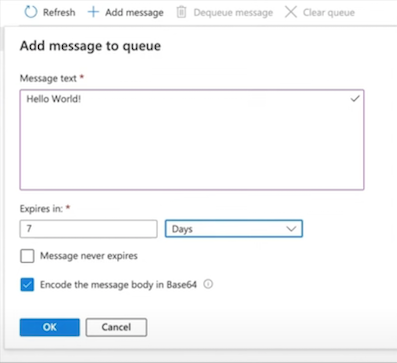 Refresh Add message Dequeue message Clear queue
Add message to queue
Message text *
Hello World!
Expires in: *
7 Days
Message never expires
Encode the message body in Base64
OK Cancel